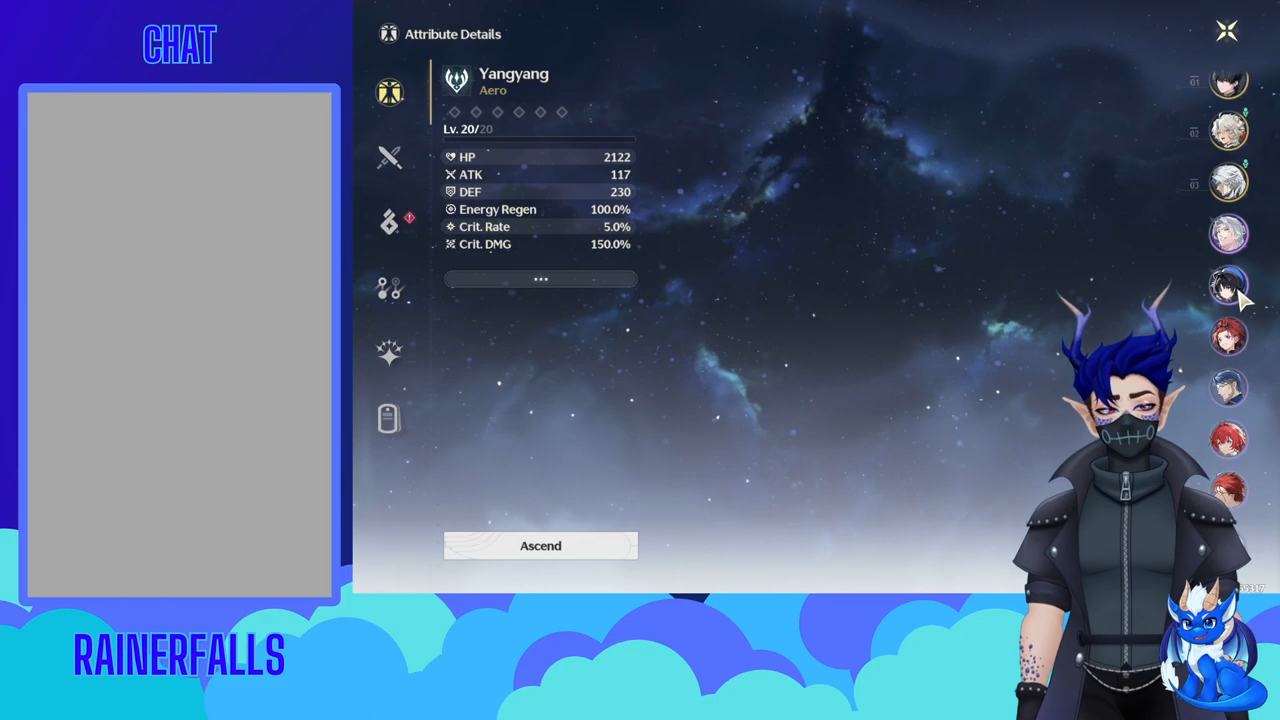 CHAT
Attribute Details
Yangyang
Aero
Lv. 20/20
HP 2122
ATK 117
DEF 230
Energy Regen 100.0%
Crit. Rate 5.0%
Crit. DMG 150.0%
Ascend
01
02
03
RAINERFALLS